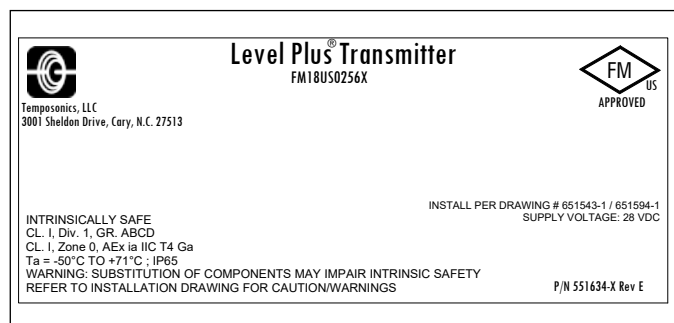 Level Plus® Transmitter
FM18US0256X
FM
US
APPROVED
Temposonics, LLC
3001 Sheldon Drive, Cary, N.C. 27513
INSTALL PER DRAWING # 651543-1 / 651594-1
SUPPLY VOLTAGE: 28 VDC
INTRINSICALLY SAFE
CL. I, Div. 1, GR. ABCD
CL. I, Zone 0, AEx ia IIC T4 Ga
Ta = -50°C TO +71°C ; IP65
WARNING: SUBSTITUTION OF COMPONENTS MAY IMPAIR INTRINSIC SAFETY
REFER TO INSTALLATION DRAWING FOR CAUTION/WARNINGS
P/N 551634-X Rev E